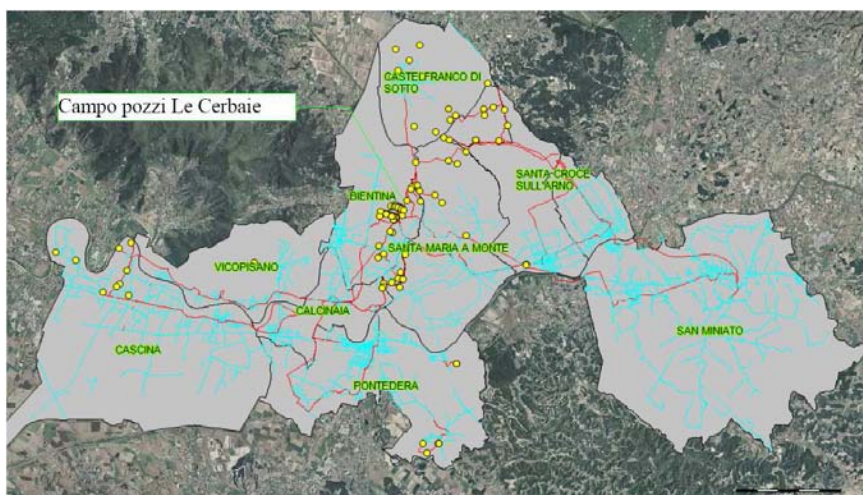 CASTELFRANCO DI
SOTTO
Campo pozzi Le Cerbaie
SANTA CROCE
SULL'ARNO
BIENTINA
SANTA MARIA A MONTE
VICOPISANO
CALCINAIA
SAN MINIATO
CASCINA
PONTEDERA